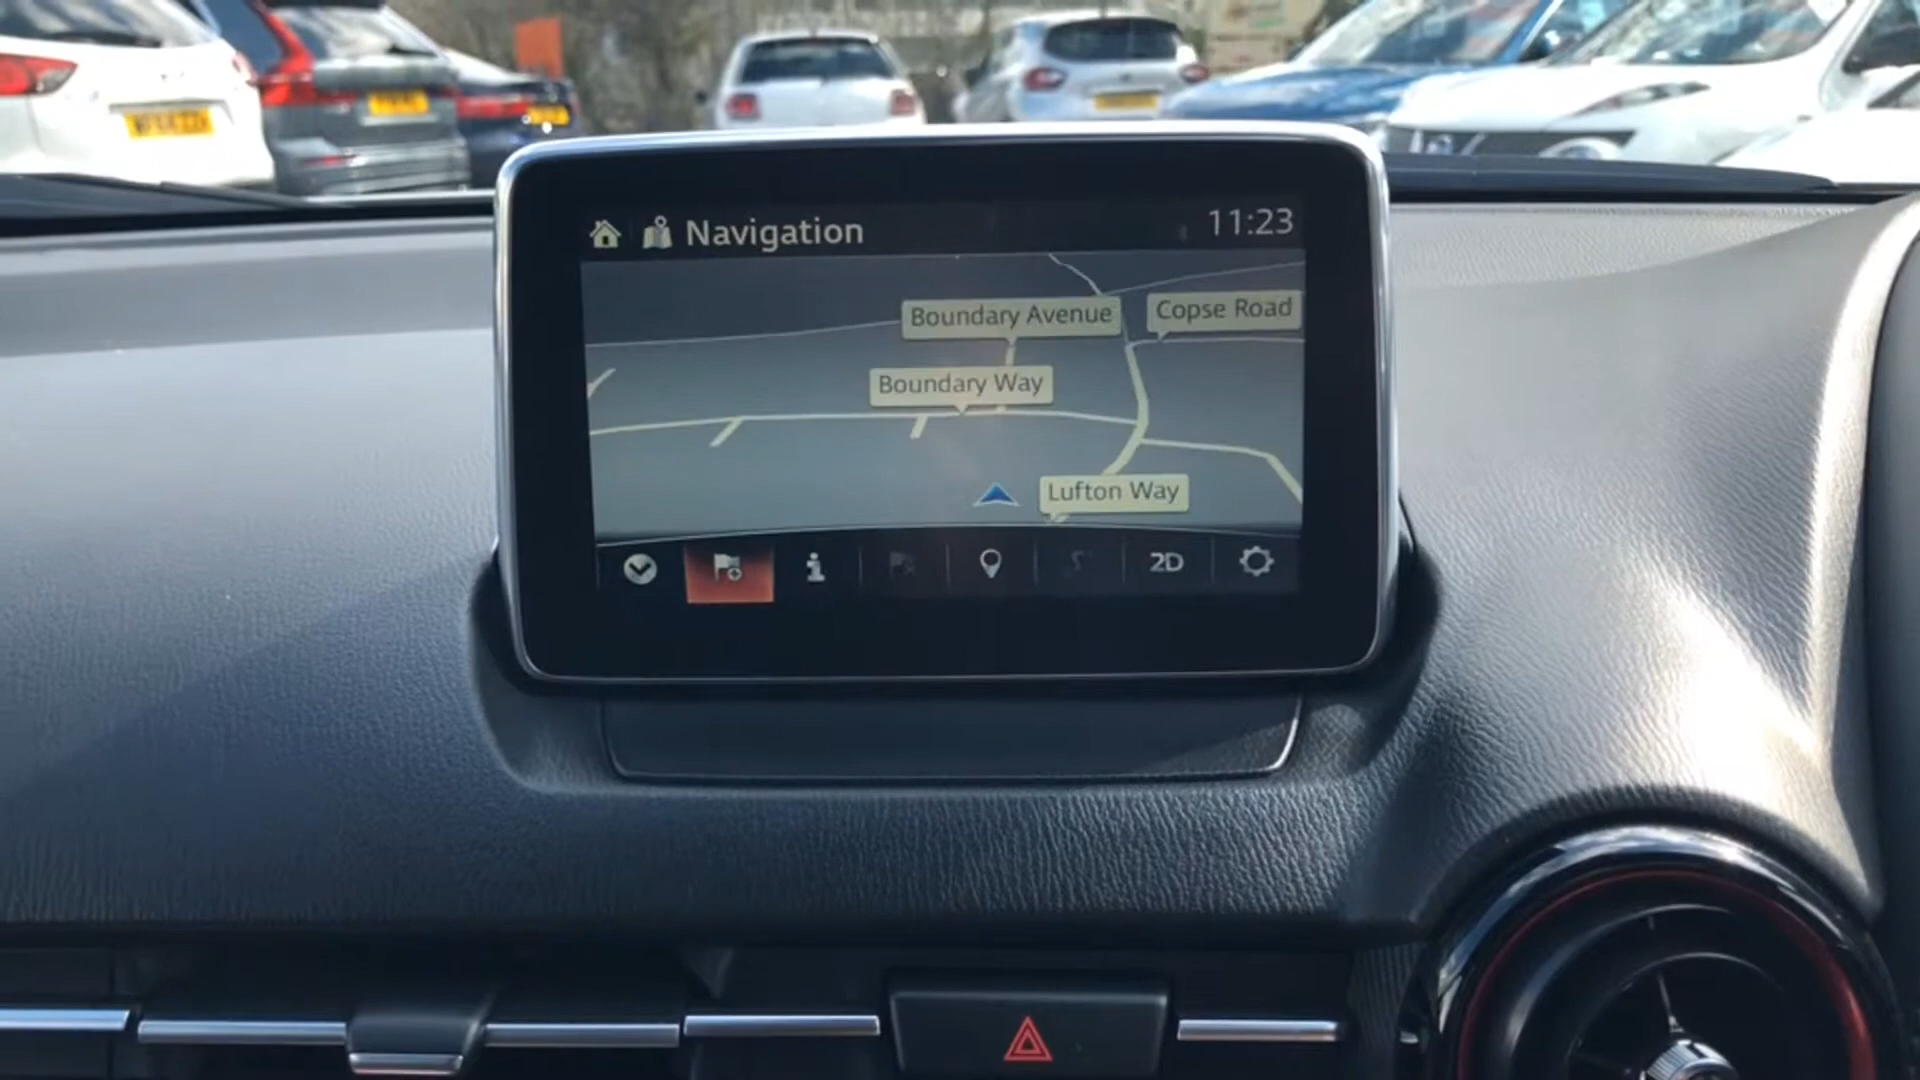 Navigation
11:23
Boundary Avenue
Copse Road
Boundary Way
Lufton Way
2D